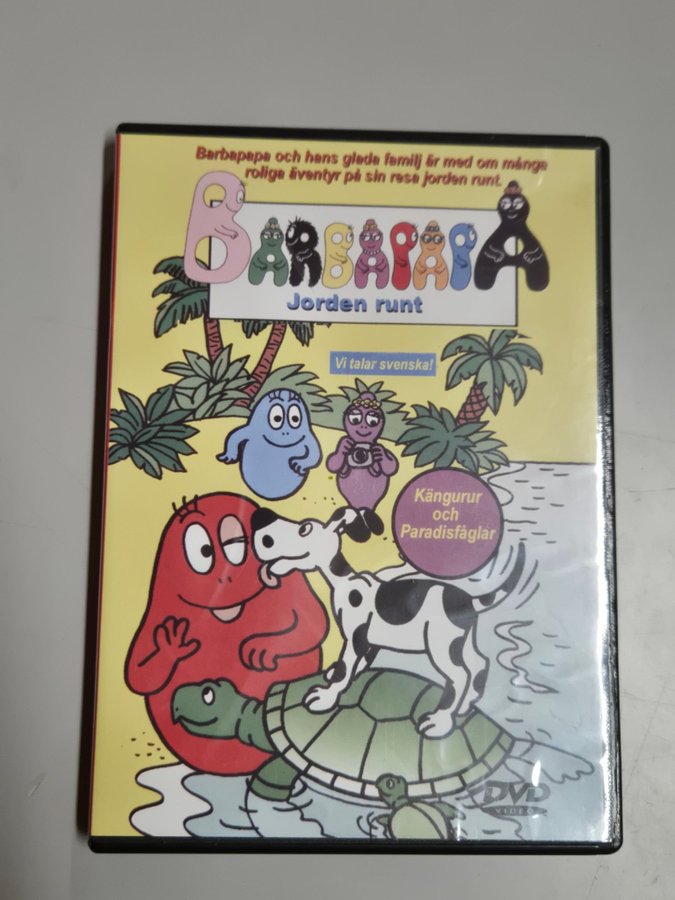 Barbapapa och hans glada familj är med om många
roliga äventyr på sin resa jorden runt.
BARBAPAPA
Jorden runt
Vi talar svenska!
Kängurur
och
Paradisfåglar
DVD
VIDEO